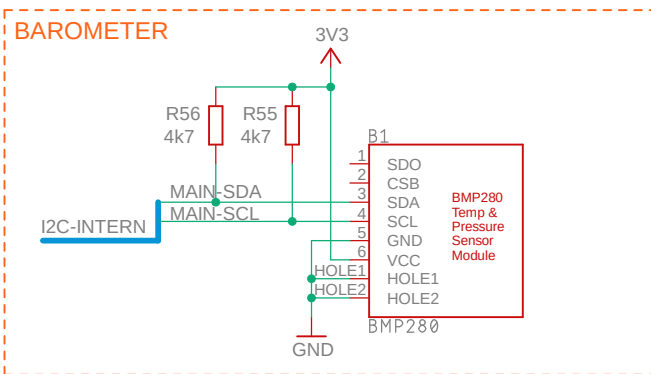 BAROMETER
3V3
R56
4k7
R55
4k7
B1
MAIN-SDA
MAIN-SCL
I2C-INTERN
1 SDO
2 CSB
3 SDA
4 SCL
5 GND
6 VCC
HOLE1 HOLE1
HOLE2 HOLE2
BMP280
Temp &
Pressure
Sensor
Module
BMP280
GND